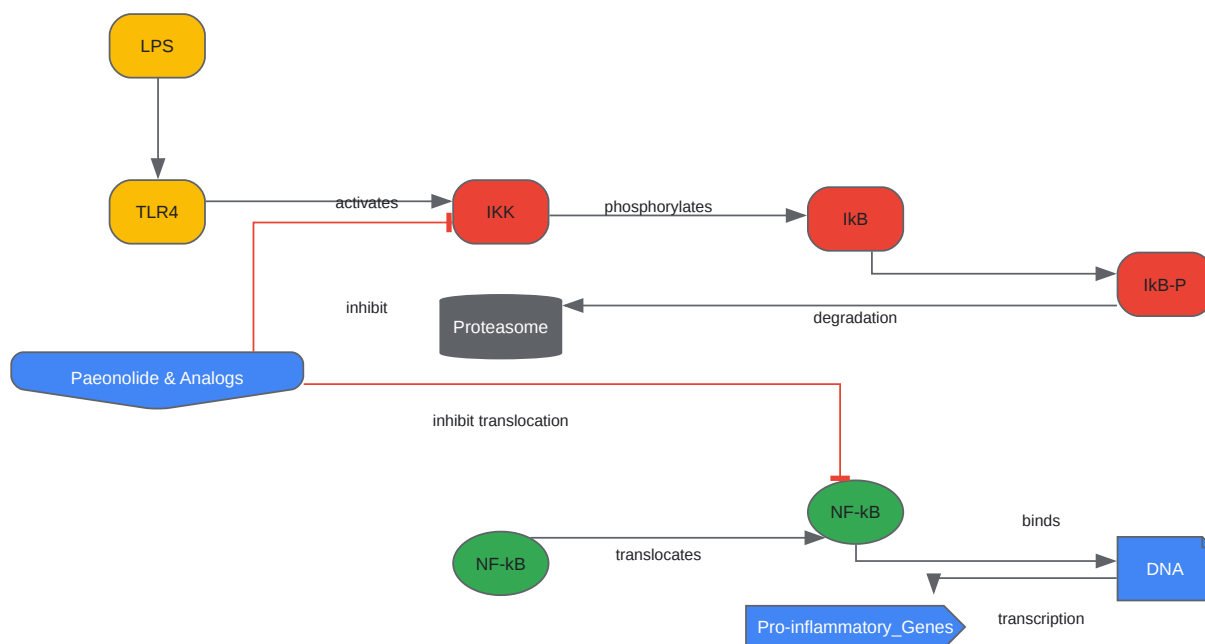 LPS
TLR4
activates
IKK
phosphorylates
IkB
IkB-P
inhibit
Proteasome
degradation
Paeonolide & Analogs
inhibit translocation
NF-kB
binds
translocates
NF-kB
DNA
Pro-inflammatory_Genes
transcription